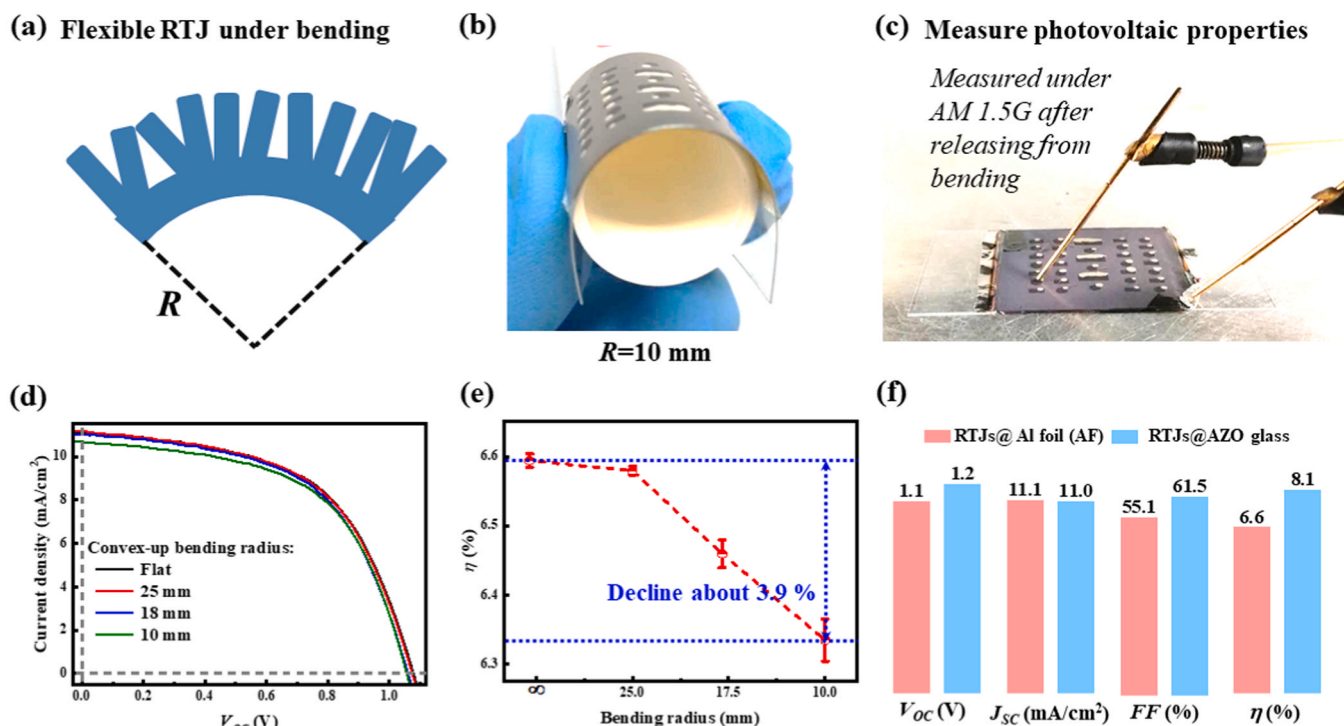 (a) Flexible RTJ under bending
R
(b)
R=10 mm
(c) Measure photovoltaic properties
Measured under
AM 1.5G after
releasing from
bending
(d)
Current density (mA/cm²)
10
8
6
4
2
0
Convex-up bending radius:
Flat
25 mm
18 mm
10 mm
0.0 0.2 0.4 0.6 0.8 1.0
V_OC (V)
(e)
η (%)
6.6
6.5
6.4
6.3
Decline about 3.9 %
∞ 25.0 17.5 10.0
Bending radius (mm)
(f)
RTJs@ Al foil (AF) RTJs@AZO glass
1.1 1.2 11.1 11.0 55.1 61.5 6.6 8.1
V_OC (V) J_SC (mA/cm²) FF (%) η (%)